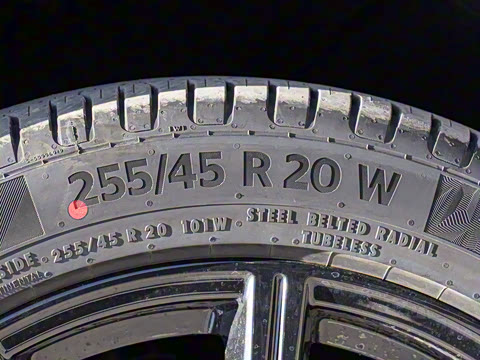 255/45 R 20 W
SIDE · 255/45 R 20 101W · STEEL BELTED RADIAL
TUBELESS